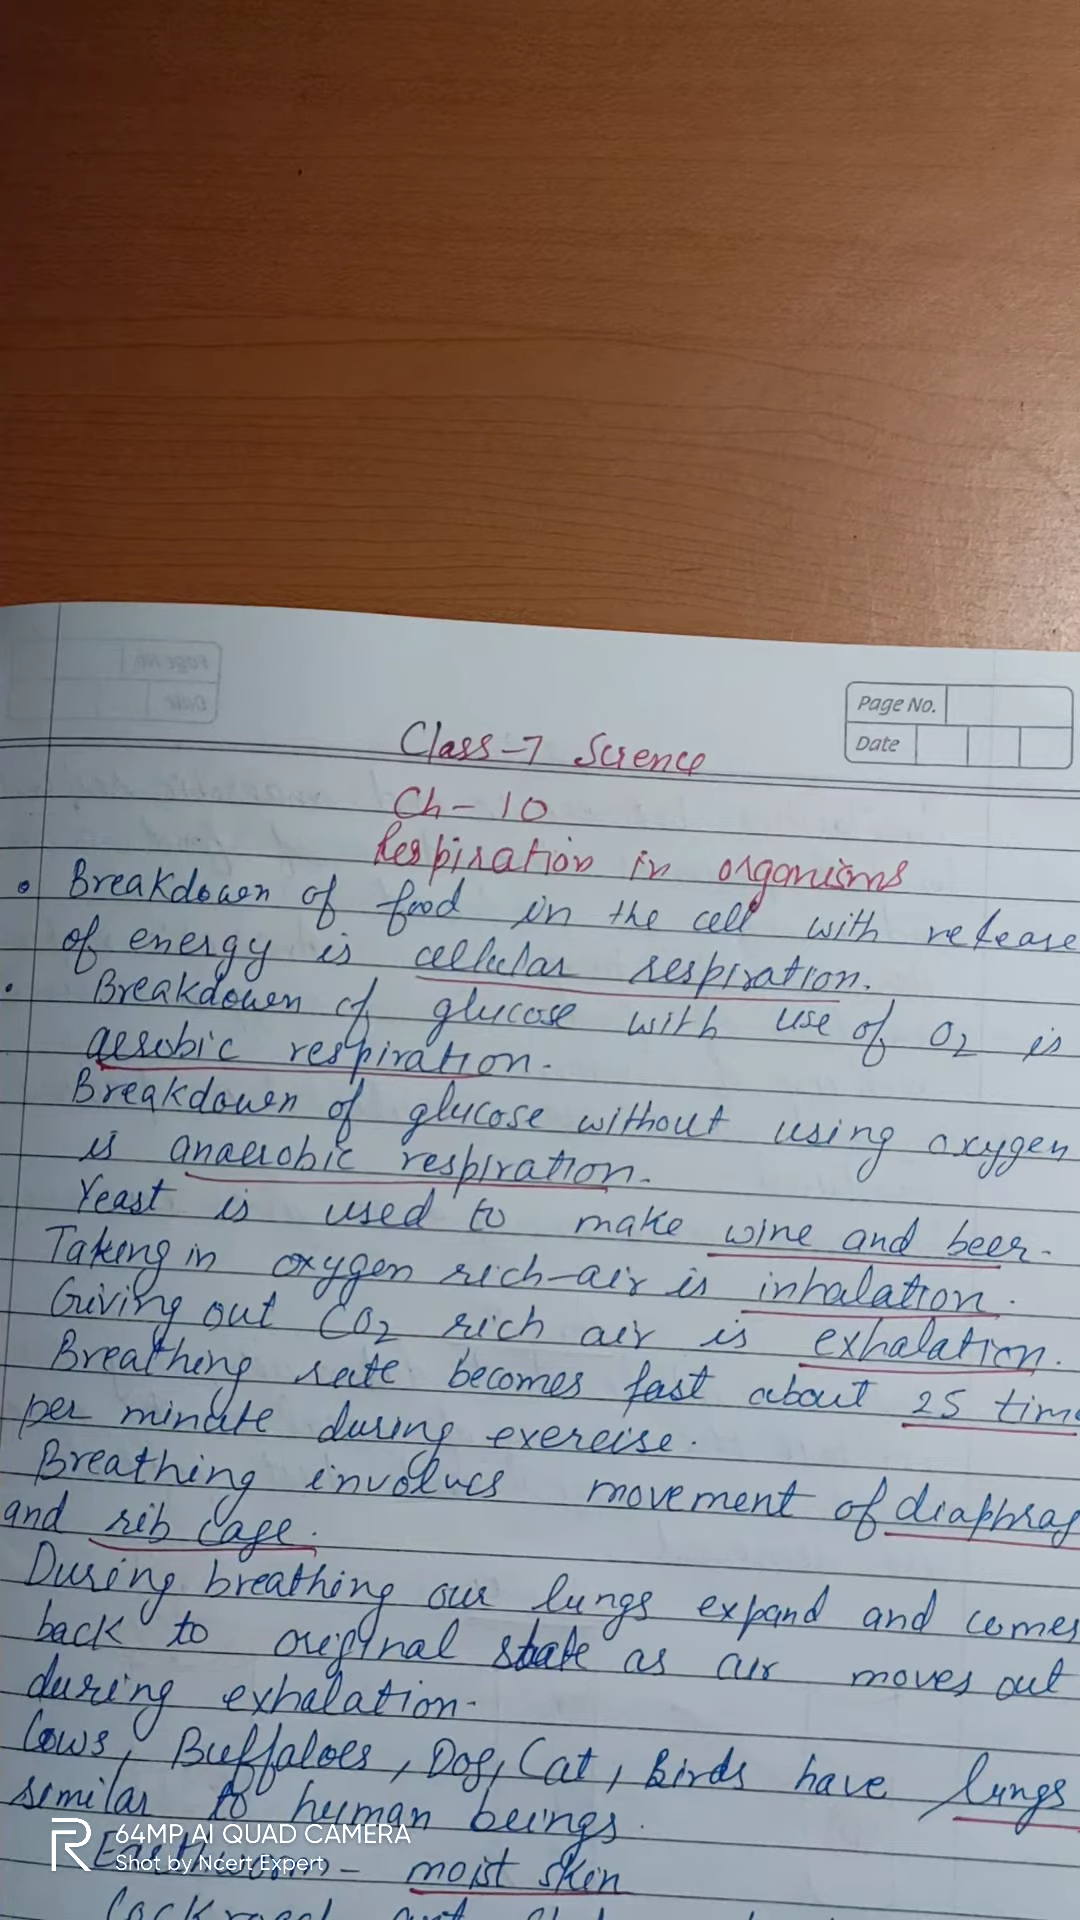 Page No.
Date
Class-7 Science
Ch-10
Respiration in organisms
Breakdown of food in the cell with release
of energy is cellular respiration.
Breakdown of glucose with use of O2 is
aerobic respiration.
Breakdown of glucose without using oxygen
is anaerobic respiration.
Yeast is used to make wine and beer.
Taking in oxygen rich-air is inhalation.
Giving out CO2 rich air is exhalation.
Breathing rate becomes fast about 25 time
per minute during exercise.
Breathing involves movement of diaphrag
and rib cage.
During breathing our lungs expand and comes
back to original state as air moves out
during exhalation.
Cows, Buffaloes, Dog, Cat, Birds have lungs
similar to human beings.
64MP AI QUAD CAMERA
Shot by Ncert Expert
Earthworm - moist skin